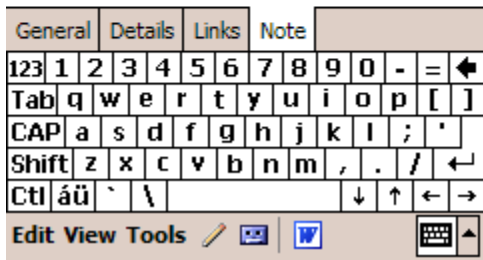 General Details Links Note
123 1 2 3 4 5 6 7 8 9 0 - = ←
Tab q w e r t y u i o p [ ]
CAP a s d f g h j k l ; '
Shift z x c v b n m , . / ↵
Ctl áü ` \ ↓ ↑ ← →
Edit View Tools W